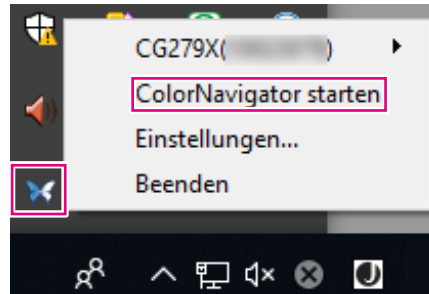 CG279X( )
ColorNavigator starten
Einstellungen...
Beenden